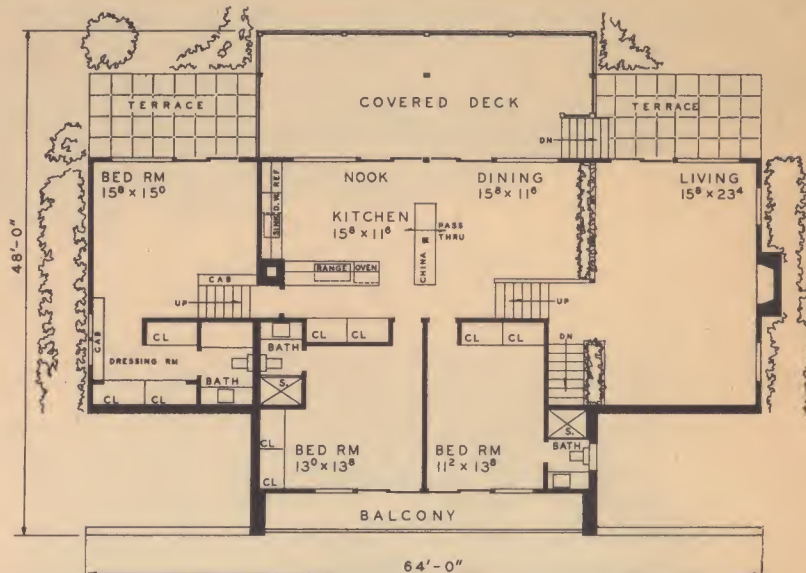 TERRACE
COVERED DECK
TERRACE
DN
BED RM
15⁸ × 15⁰
REF
D.W.
SINK
NOOK
KITCHEN
15⁸ × 11⁶
DINING
15⁸ × 11⁶
LIVING
15⁸ × 23⁴
PASS
THRU
CHINA
RANGE
OVEN
48'-0"
CAB
UP
UP
CAB
CL
DRESSING RM
BATH
CL
CL
BATH
S.
CL
CL
CL
CL
DN
CL
CL
BED RM
13⁰ × 13⁸
BED RM
11² × 13⁸
S.
BATH
BALCONY
64'-0"